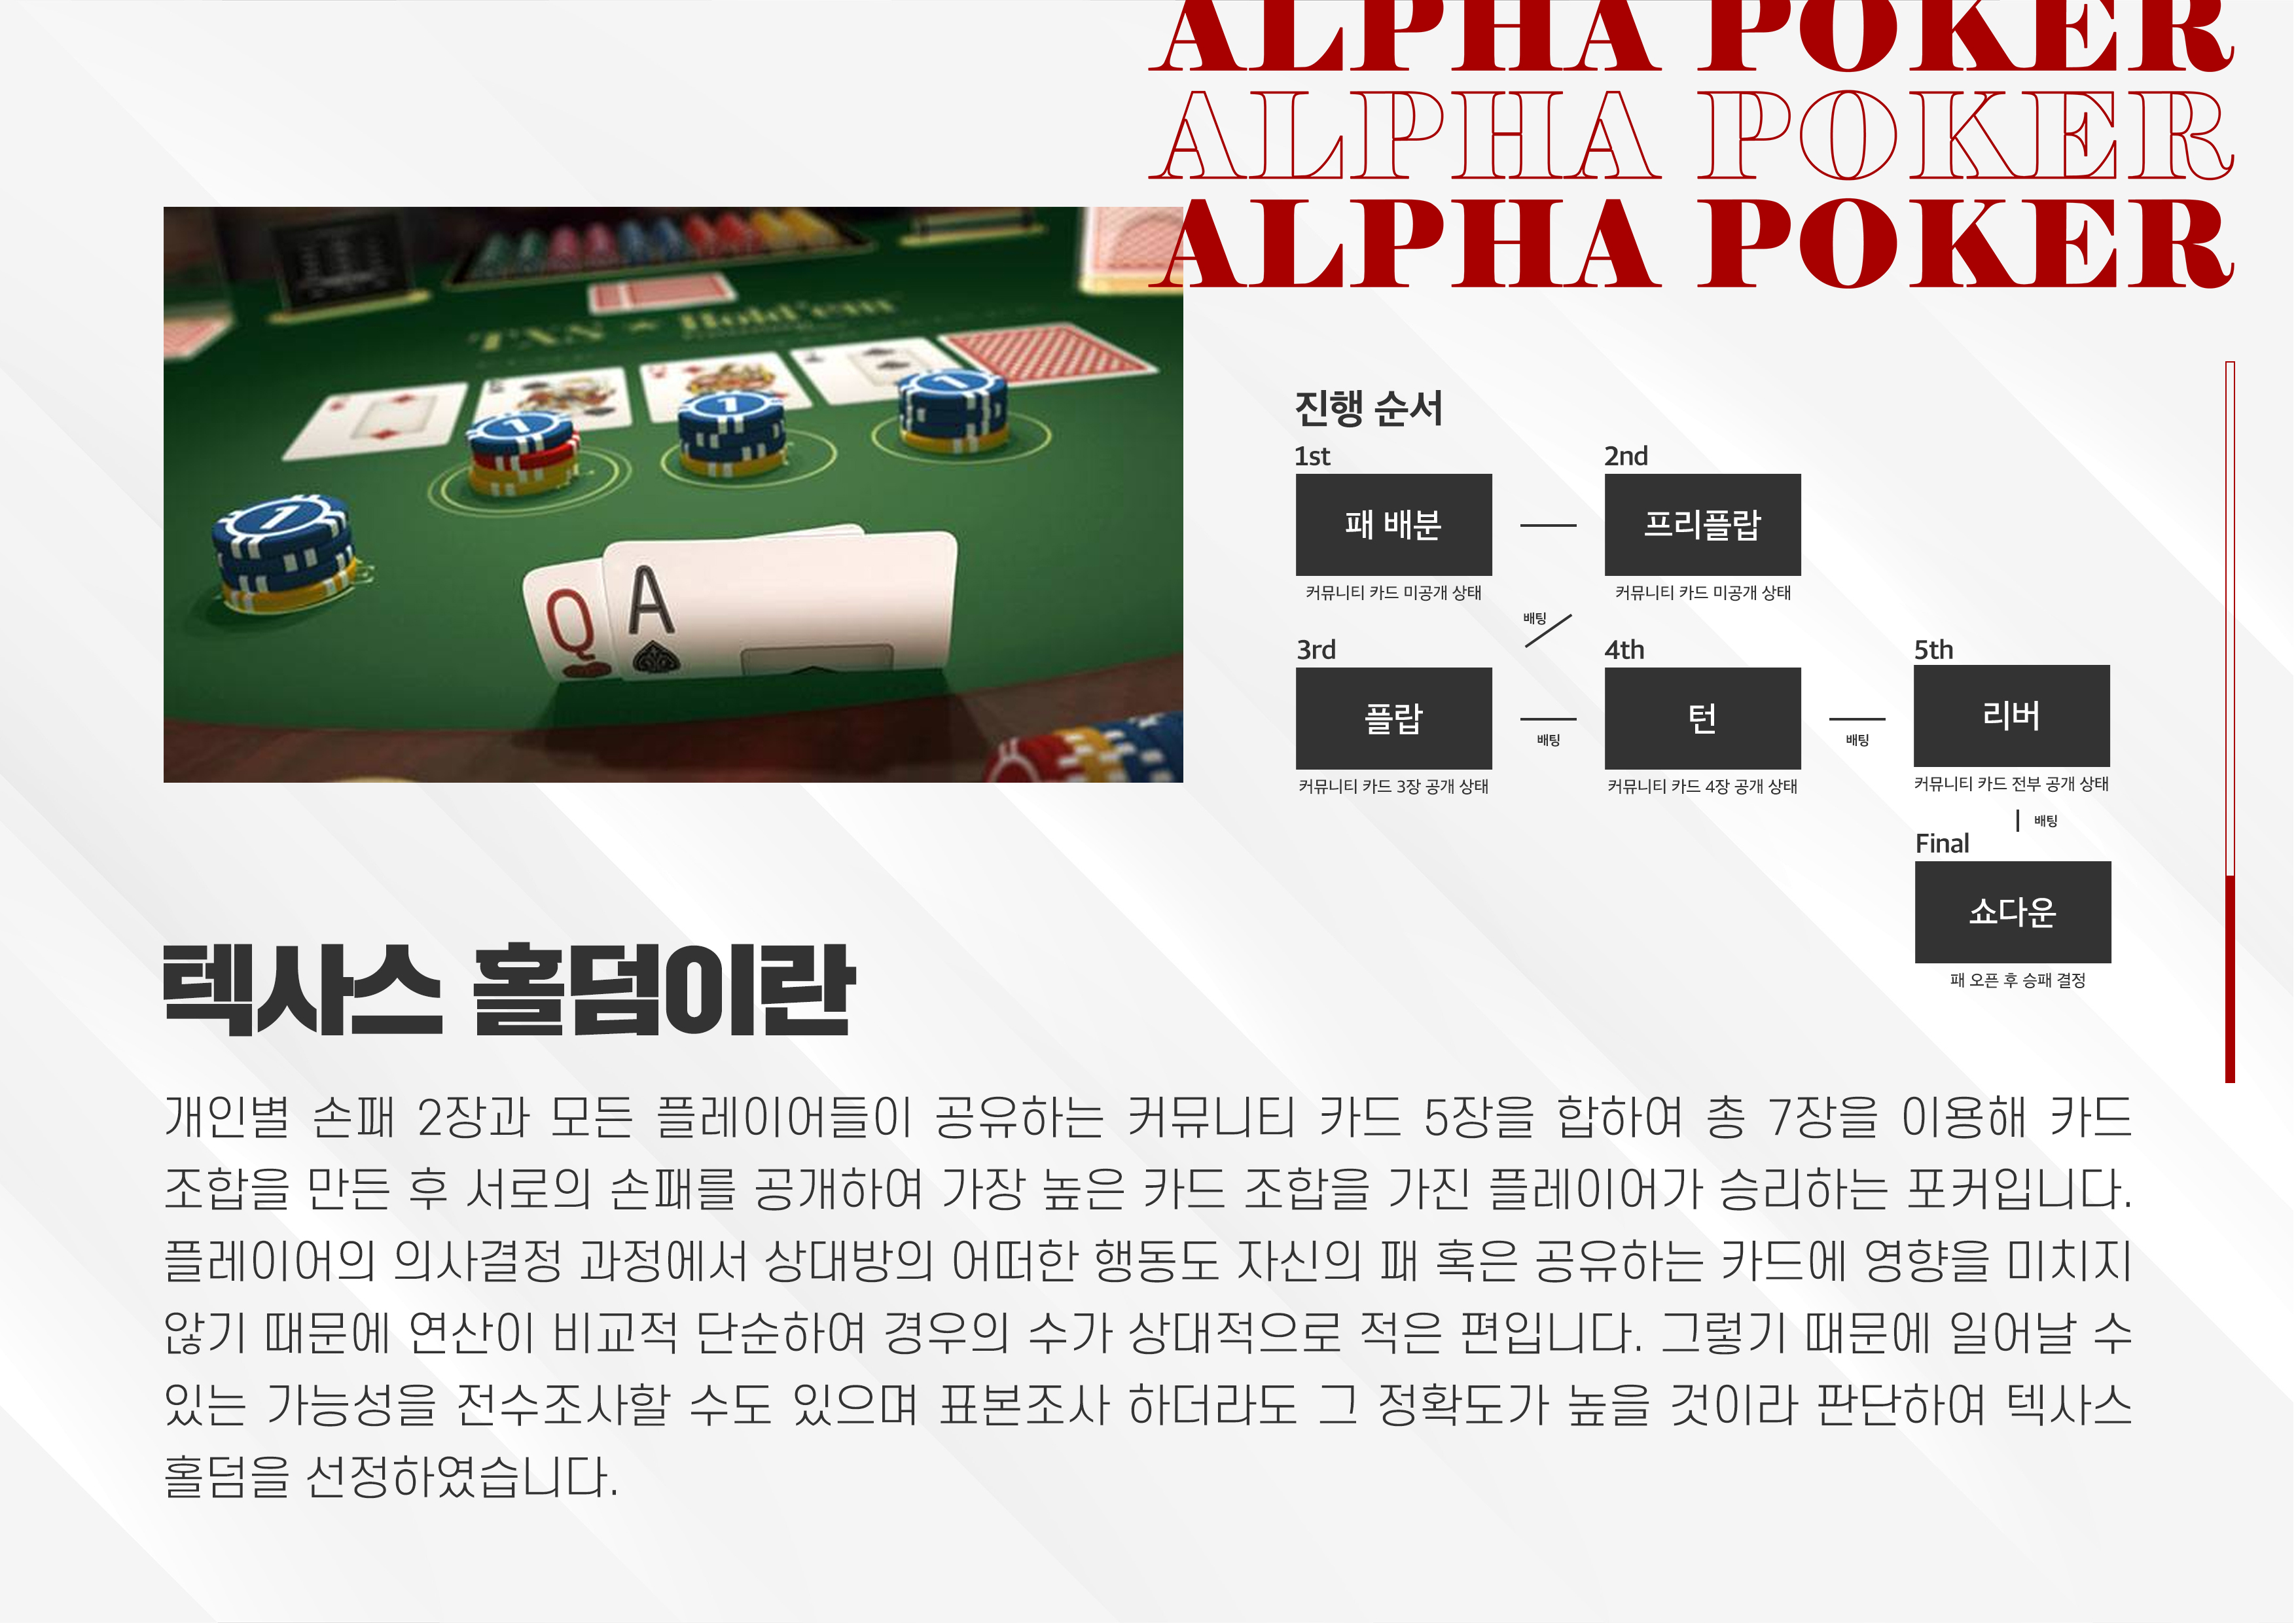 ALPHA POKER
ALPHA POKER
ALPHA POKER
TXS ★ Hold'em
1
1
1
1
Q
A
진행 순서
1st
2nd
패 배분
프리플랍
커뮤니티 카드 미공개 상태
커뮤니티 카드 미공개 상태
배팅
3rd
4th
5th
플랍
턴
리버
배팅
배팅
커뮤니티 카드 3장 공개 상태
커뮤니티 카드 4장 공개 상태
커뮤니티 카드 전부 공개 상태
배팅
Final
쇼다운
패 오픈 후 승패 결정
텍사스 홀덤이란
개인별 손패 2장과 모든 플레이어들이 공유하는 커뮤니티 카드 5장을 합하여 총 7장을 이용해 카드
조합을 만든 후 서로의 손패를 공개하여 가장 높은 카드 조합을 가진 플레이어가 승리하는 포커입니다.
플레이어의 의사결정 과정에서 상대방의 어떠한 행동도 자신의 패 혹은 공유하는 카드에 영향을 미치지
않기 때문에 연산이 비교적 단순하여 경우의 수가 상대적으로 적은 편입니다. 그렇기 때문에 일어날 수
있는 가능성을 전수조사할 수도 있으며 표본조사 하더라도 그 정확도가 높을 것이라 판단하여 텍사스
홀덤을 선정하였습니다.